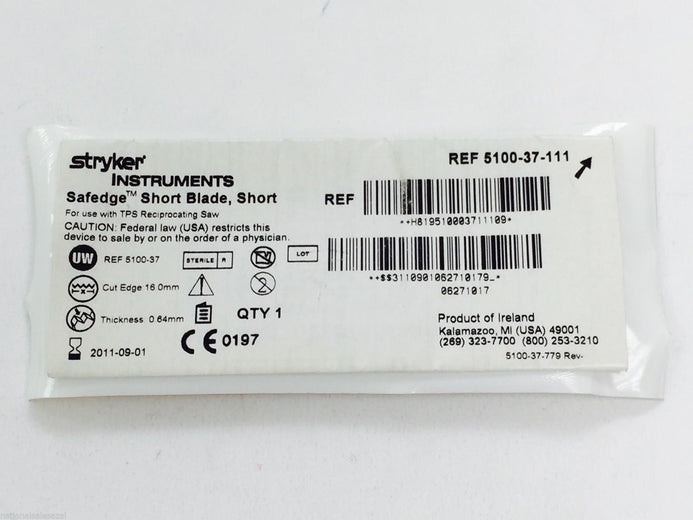 stryker®
INSTRUMENTS
REF 5100-37-111
Safedge™ Short Blade, Short
REF
**H819510003711109*
For use with TPS Reciprocating Saw
CAUTION: Federal law (USA) restricts this
device to sale by or on the order of a physician.
UW REF 5100-37
STERILE R
LOT
**$$3110901062710179_*
06271017
Cut Edge 16.0mm
2
Thickness 0.64mm
QTY 1
2011-09-01
CE 0197
Product of Ireland
Kalamazoo, MI (USA) 49001
(269) 323-7700 (800) 253-3210
5100-37-779 Rev-